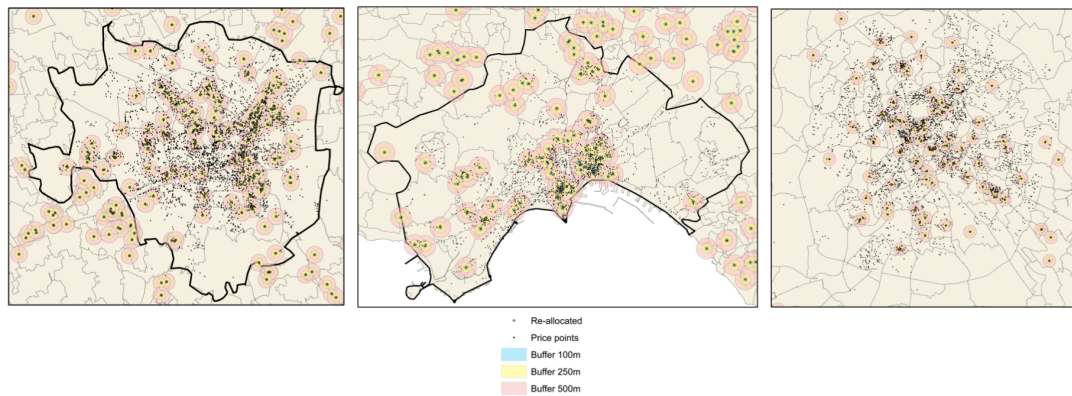 Re-allocated
Price points
Buffer 100m
Buffer 250m
Buffer 500m